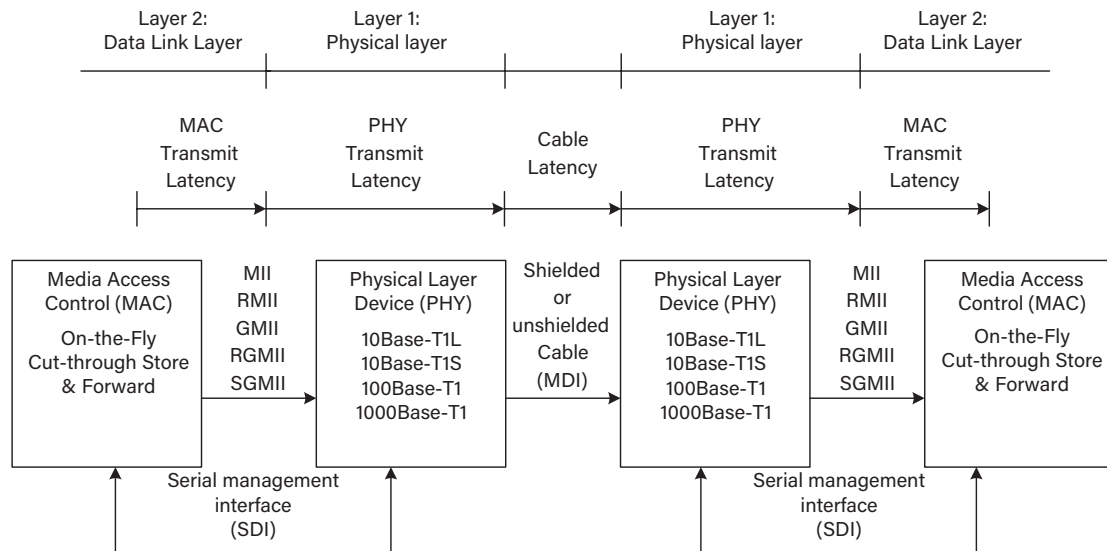 Layer 2:
Data Link Layer
Layer 1:
Physical layer
Layer 1:
Physical layer
Layer 2:
Data Link Layer
MAC
Transmit
Latency
PHY
Transmit
Latency
Cable
Latency
PHY
Transmit
Latency
MAC
Transmit
Latency
Media Access
Control (MAC)
On-the-Fly
Cut-through Store
& Forward
MII
RMII
GMII
RGMII
SGMII
Physical Layer
Device (PHY)
10Base-T1L
10Base-T1S
100Base-T1
1000Base-T1
Shielded
or
unshielded
Cable
(MDI)
Physical Layer
Device (PHY)
10Base-T1L
10Base-T1S
100Base-T1
1000Base-T1
MII
RMII
GMII
RGMII
SGMII
Media Access
Control (MAC)
On-the-Fly
Cut-through Store
& Forward
Serial management
interface
(SDI)
Serial management
interface
(SDI)